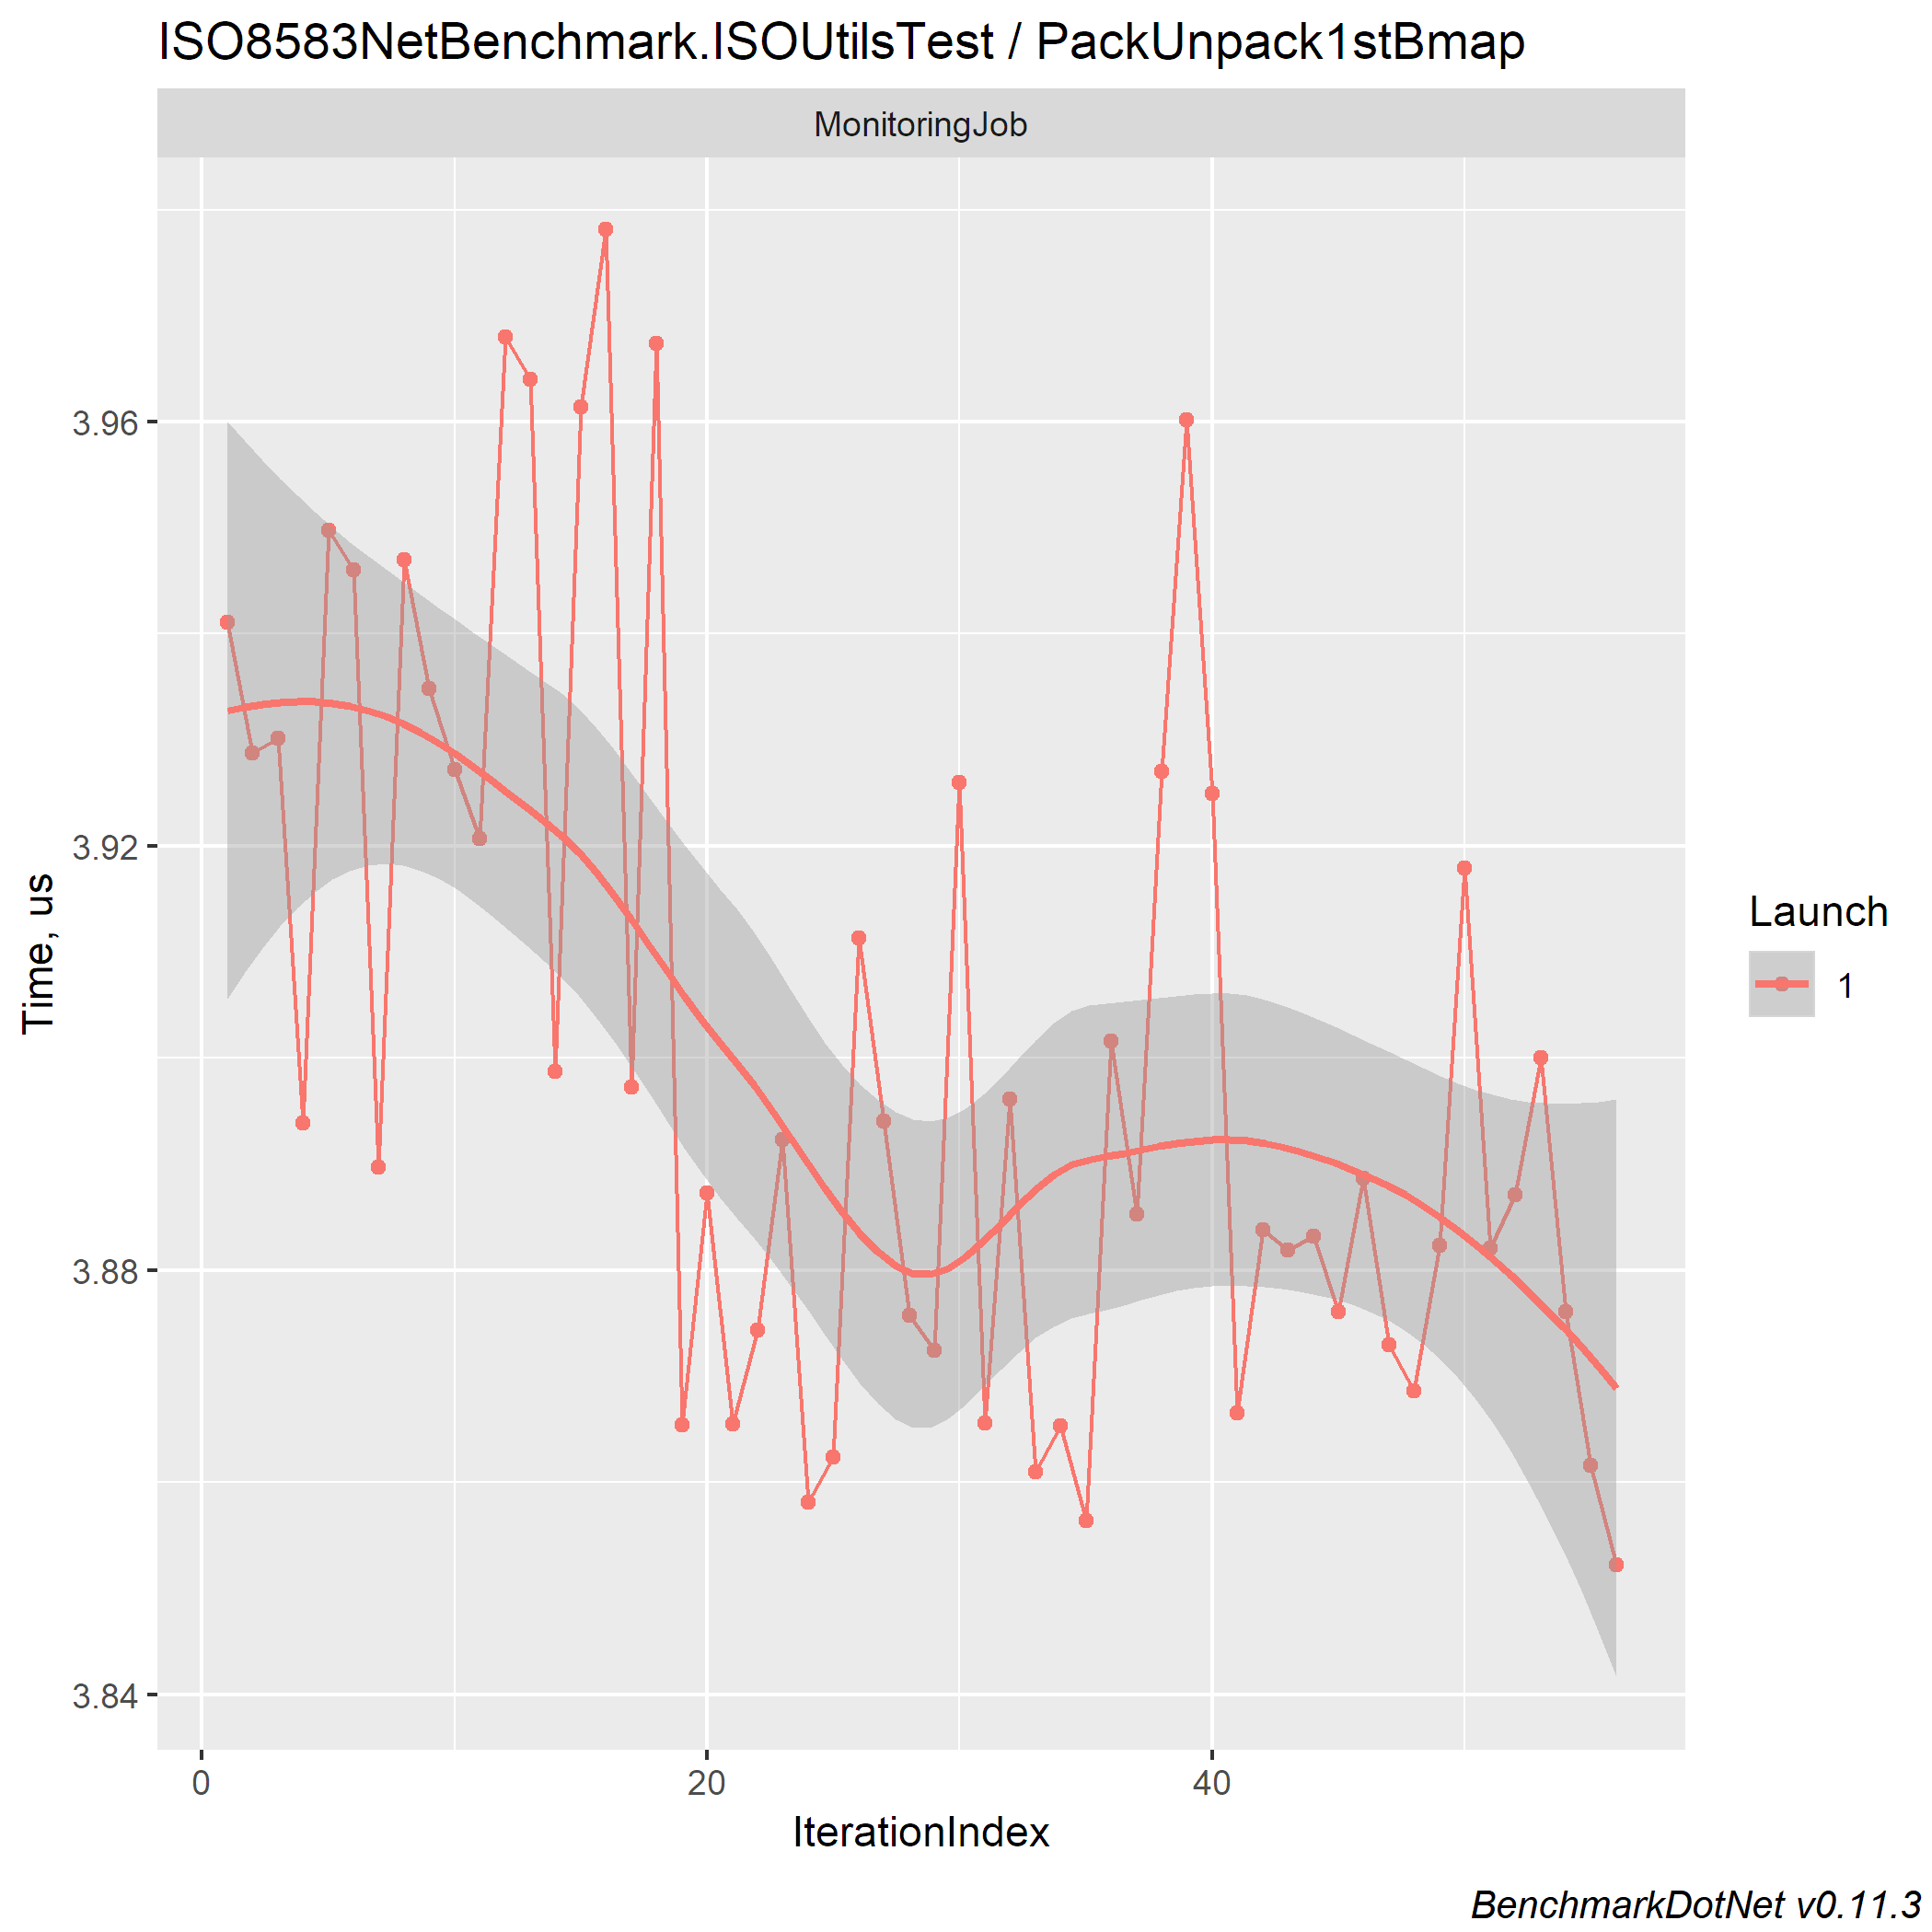 ISO8583NetBenchmark.ISOUtilsTest / PackUnpack1stBmap
MonitoringJob
3.96
3.92
3.88
3.84
Time, us
0 20 40
IterationIndex
Launch
1
BenchmarkDotNet v0.11.3